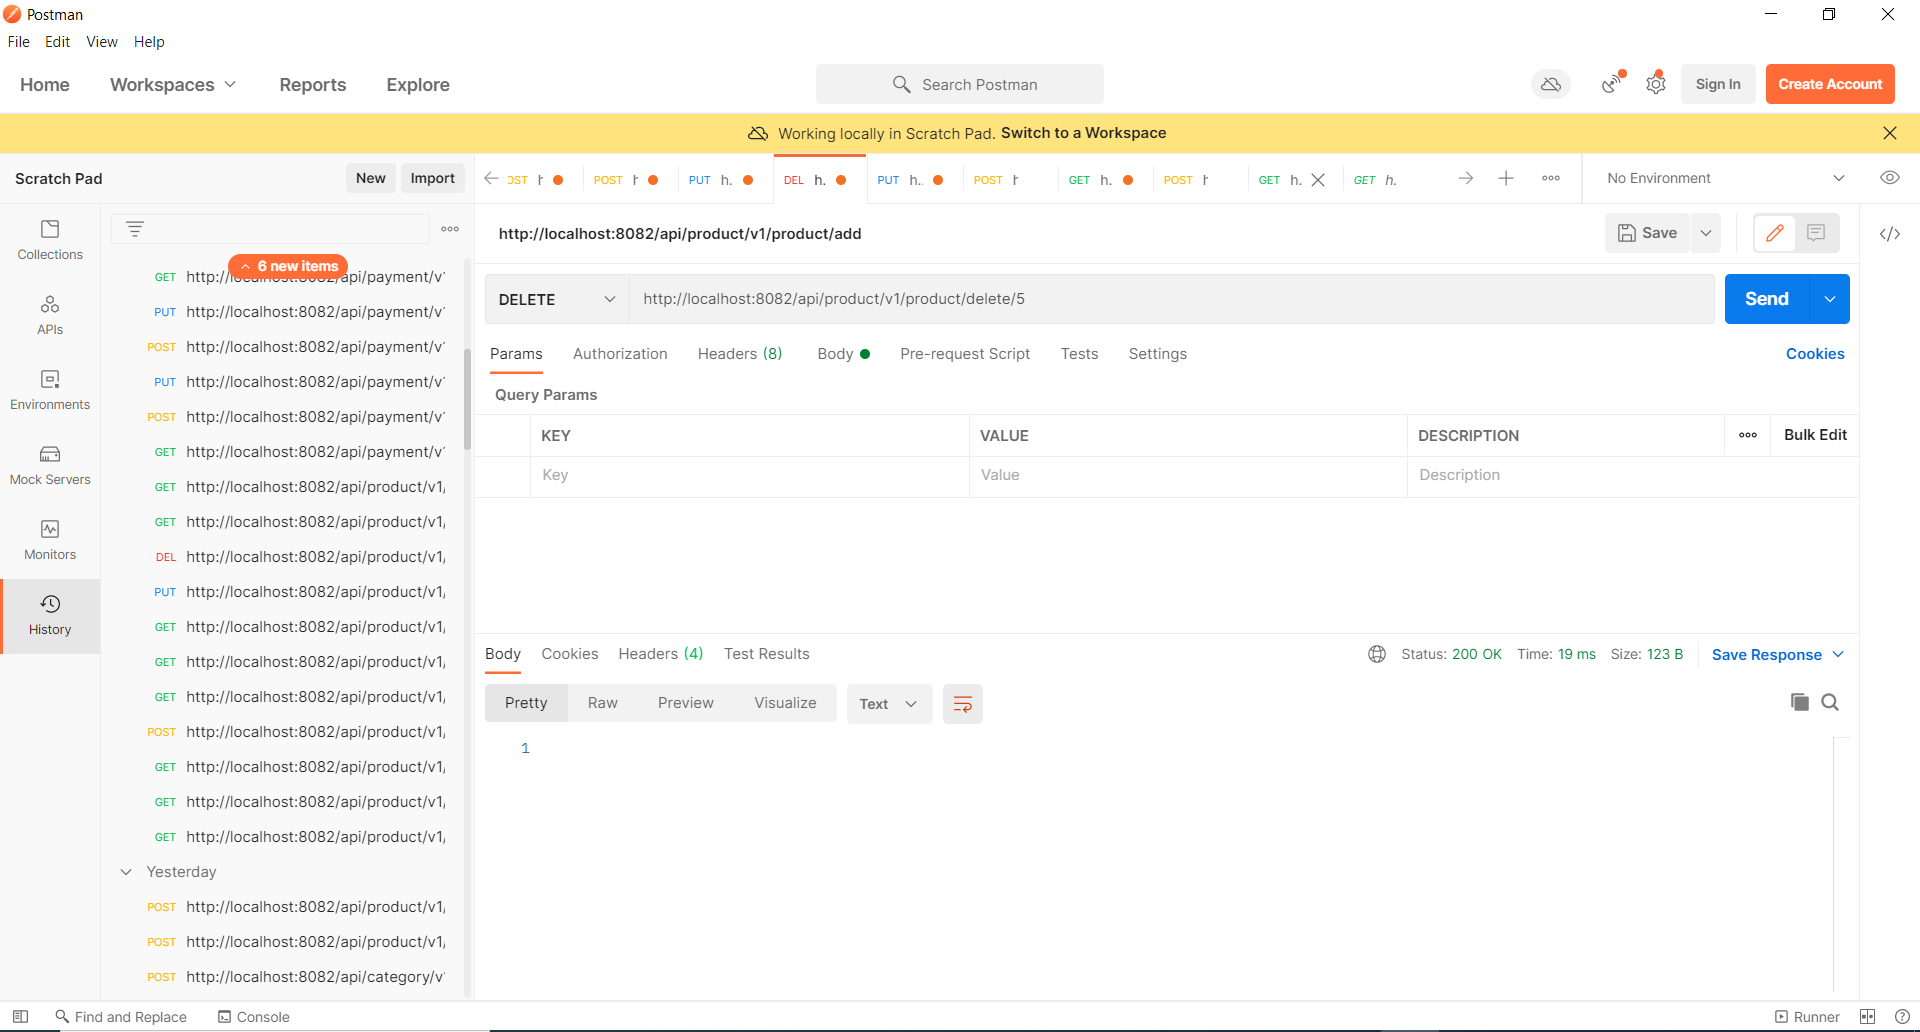 Postman
File Edit View Help
Home Workspaces Reports Explore Search Postman Sign In Create Account
Working locally in Scratch Pad. Switch to a Workspace
Scratch Pad New Import
OST h POST h PUT h. DEL h. PUT h.. POST h GET h. POST h GET h. GET h. No Environment
Collections
APIs
Environments
Mock Servers
Monitors
History
6 new items
GET http://localhost:8082/api/payment/v1
PUT http://localhost:8082/api/payment/v1
POST http://localhost:8082/api/payment/v1
PUT http://localhost:8082/api/payment/v1
POST http://localhost:8082/api/payment/v1
GET http://localhost:8082/api/payment/v1
GET http://localhost:8082/api/product/v1/
GET http://localhost:8082/api/product/v1/
DEL http://localhost:8082/api/product/v1/
PUT http://localhost:8082/api/product/v1/
GET http://localhost:8082/api/product/v1/
GET http://localhost:8082/api/product/v1/
GET http://localhost:8082/api/product/v1/
POST http://localhost:8082/api/product/v1/
GET http://localhost:8082/api/product/v1/
GET http://localhost:8082/api/product/v1/
GET http://localhost:8082/api/product/v1/
Yesterday
POST http://localhost:8082/api/product/v1/
POST http://localhost:8082/api/product/v1/
POST http://localhost:8082/api/category/v1
http://localhost:8082/api/product/v1/product/add Save
DELETE http://localhost:8082/api/product/v1/product/delete/5 Send
Params Authorization Headers (8) Body Pre-request Script Tests Settings Cookies
Query Params
KEY VALUE DESCRIPTION Bulk Edit
Key Value Description
Body Cookies Headers (4) Test Results Status: 200 OK Time: 19 ms Size: 123 B Save Response
Pretty Raw Preview Visualize Text
1
Find and Replace Console Runner